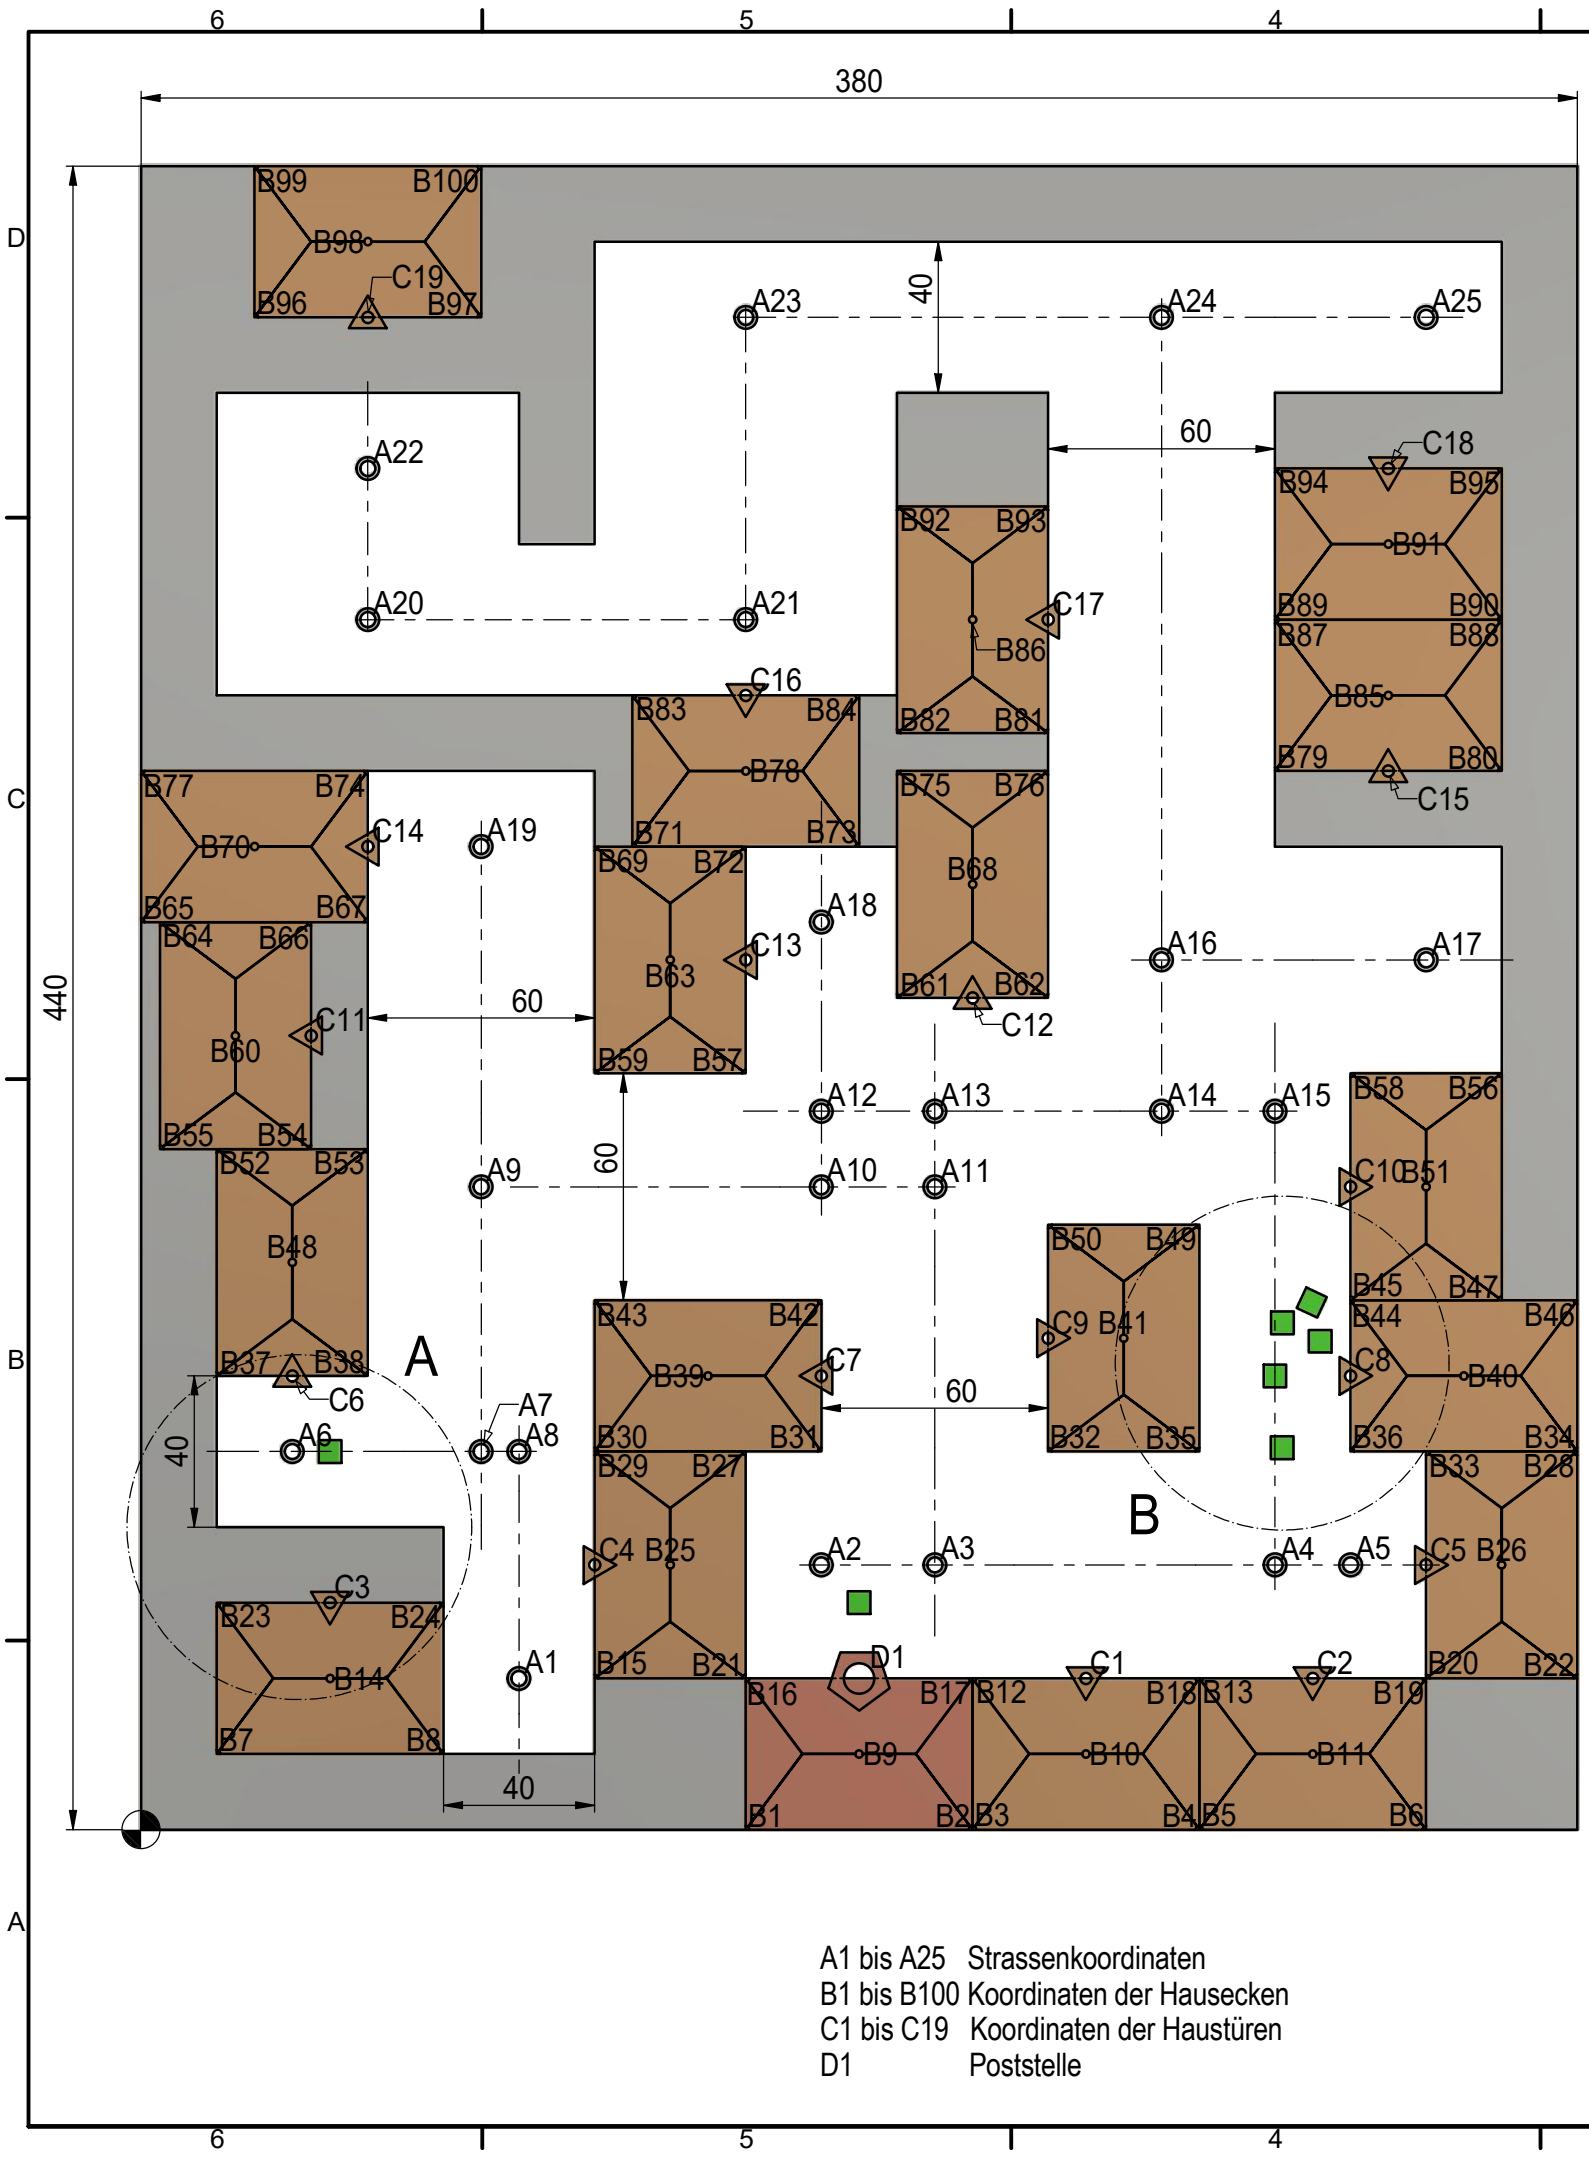 6 5 4
380
B99 B100
D
B98
C19
B96 B97
A23 40 A24 A25
60
A22 C18
B94 B95
B92 B93
B91
A20 A21 C17 B89 B90
B87 B88
B86
C16
B83 B84 B82 B81 B85
B78
B77 B74 B75 B76 B79 B80
C C15
B70 C14 A19 B71 B73
B69 B72 B68
B65 B67 A18
B64 B66 C13 A16 A17
B63
440 60 B61 B62
C11 C12
B60
B59 B57 B58 B56
A12 A13 A14 A15
B55 B54
B52 B53 60
A9 A10 A11 C10 B51
B48 B50 B49
B45 B47
B43 B42 B44 B46
C9 B41
B A
B37 B38 B39 C7 C8 B40
C6 A7 60
40 A6 A8 B30 B31 B32 B35 B36 B34
B29 B27 B33 B28
B
C4 B25 A2 A3 A4 A5 C5 B26
C3
B23 B24
B14 A1 B15 B21 D1 C1 C2 B20 B22
B16 B17 B12 B18 B13 B19
B7 B8 B9 B10 B11
40
B1 B2 B3 B4 B5 B6
A
A1 bis A25 Strassenkoordinaten
B1 bis B100 Koordinaten der Hausecken
C1 bis C19 Koordinaten der Haustüren
D1 Poststelle
6 5 4